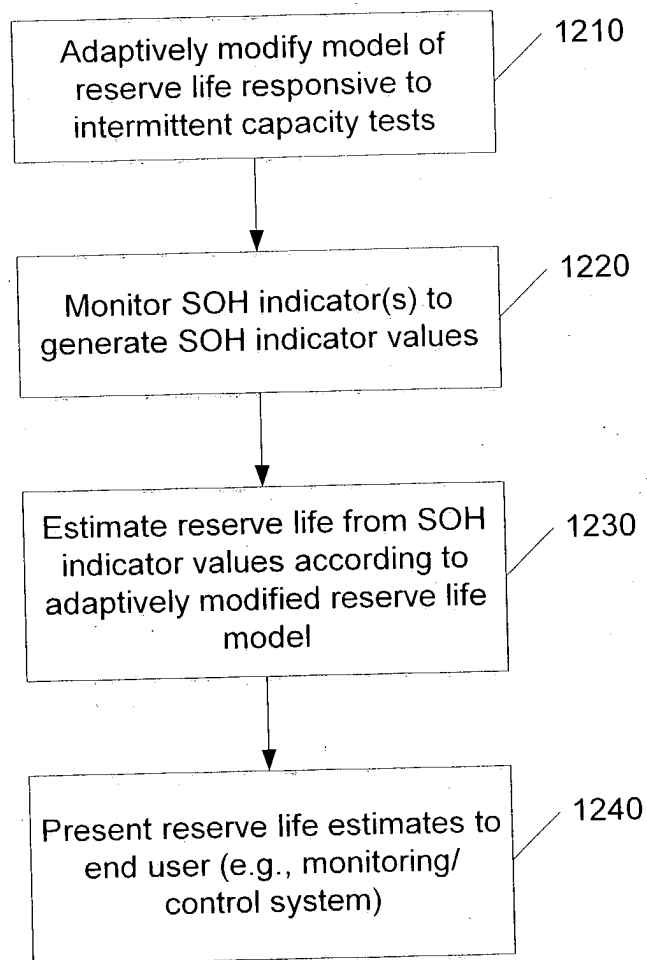 Adaptively modify model of
reserve life responsive to
intermittent capacity tests
1210
Monitor SOH indicator(s) to
generate SOH indicator values
1220
Estimate reserve life from SOH
indicator values according to
adaptively modified reserve life
model
1230
Present reserve life estimates to
end user (e.g., monitoring/
control system)
1240